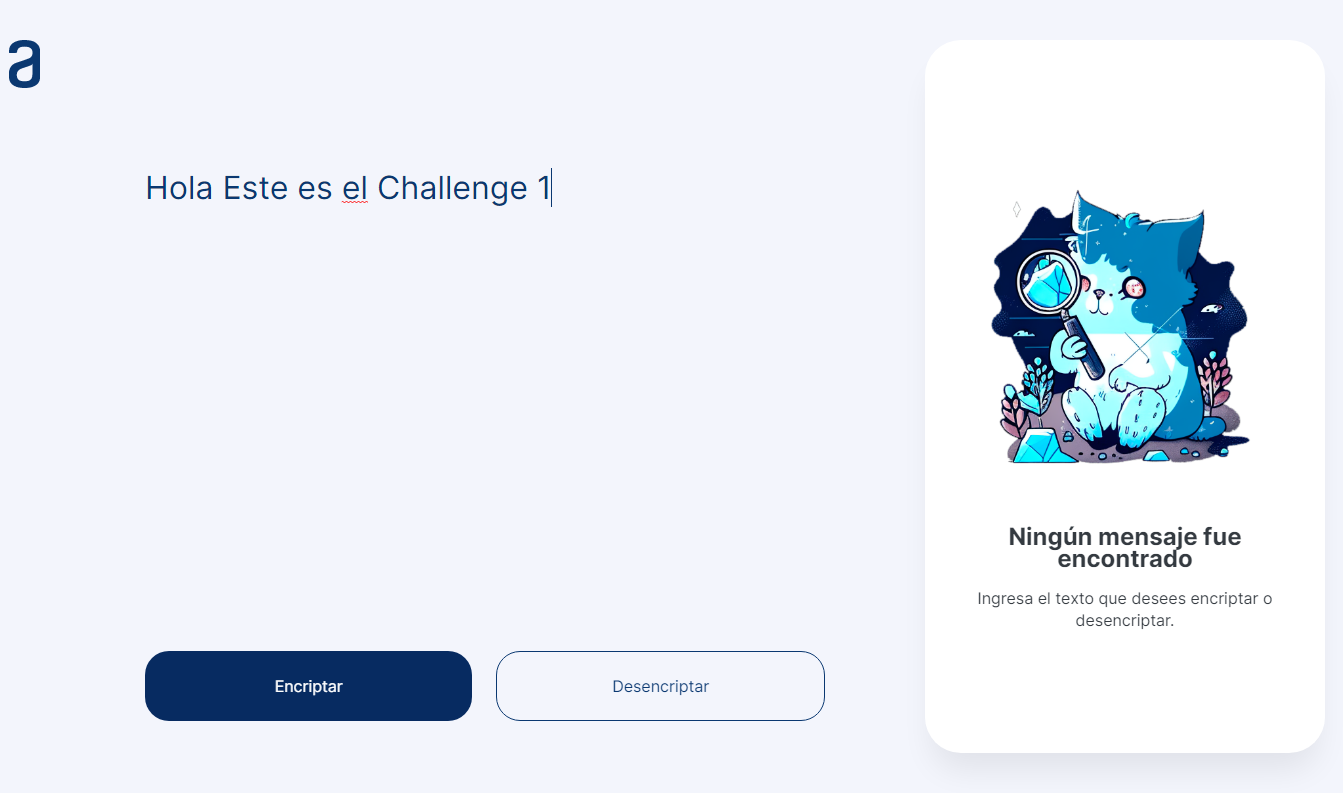 a
Hola Este es el Challenge 1
Ningún mensaje fue
encontrado
Ingresa el texto que desees encriptar o
desencriptar.
Encriptar
Desencriptar